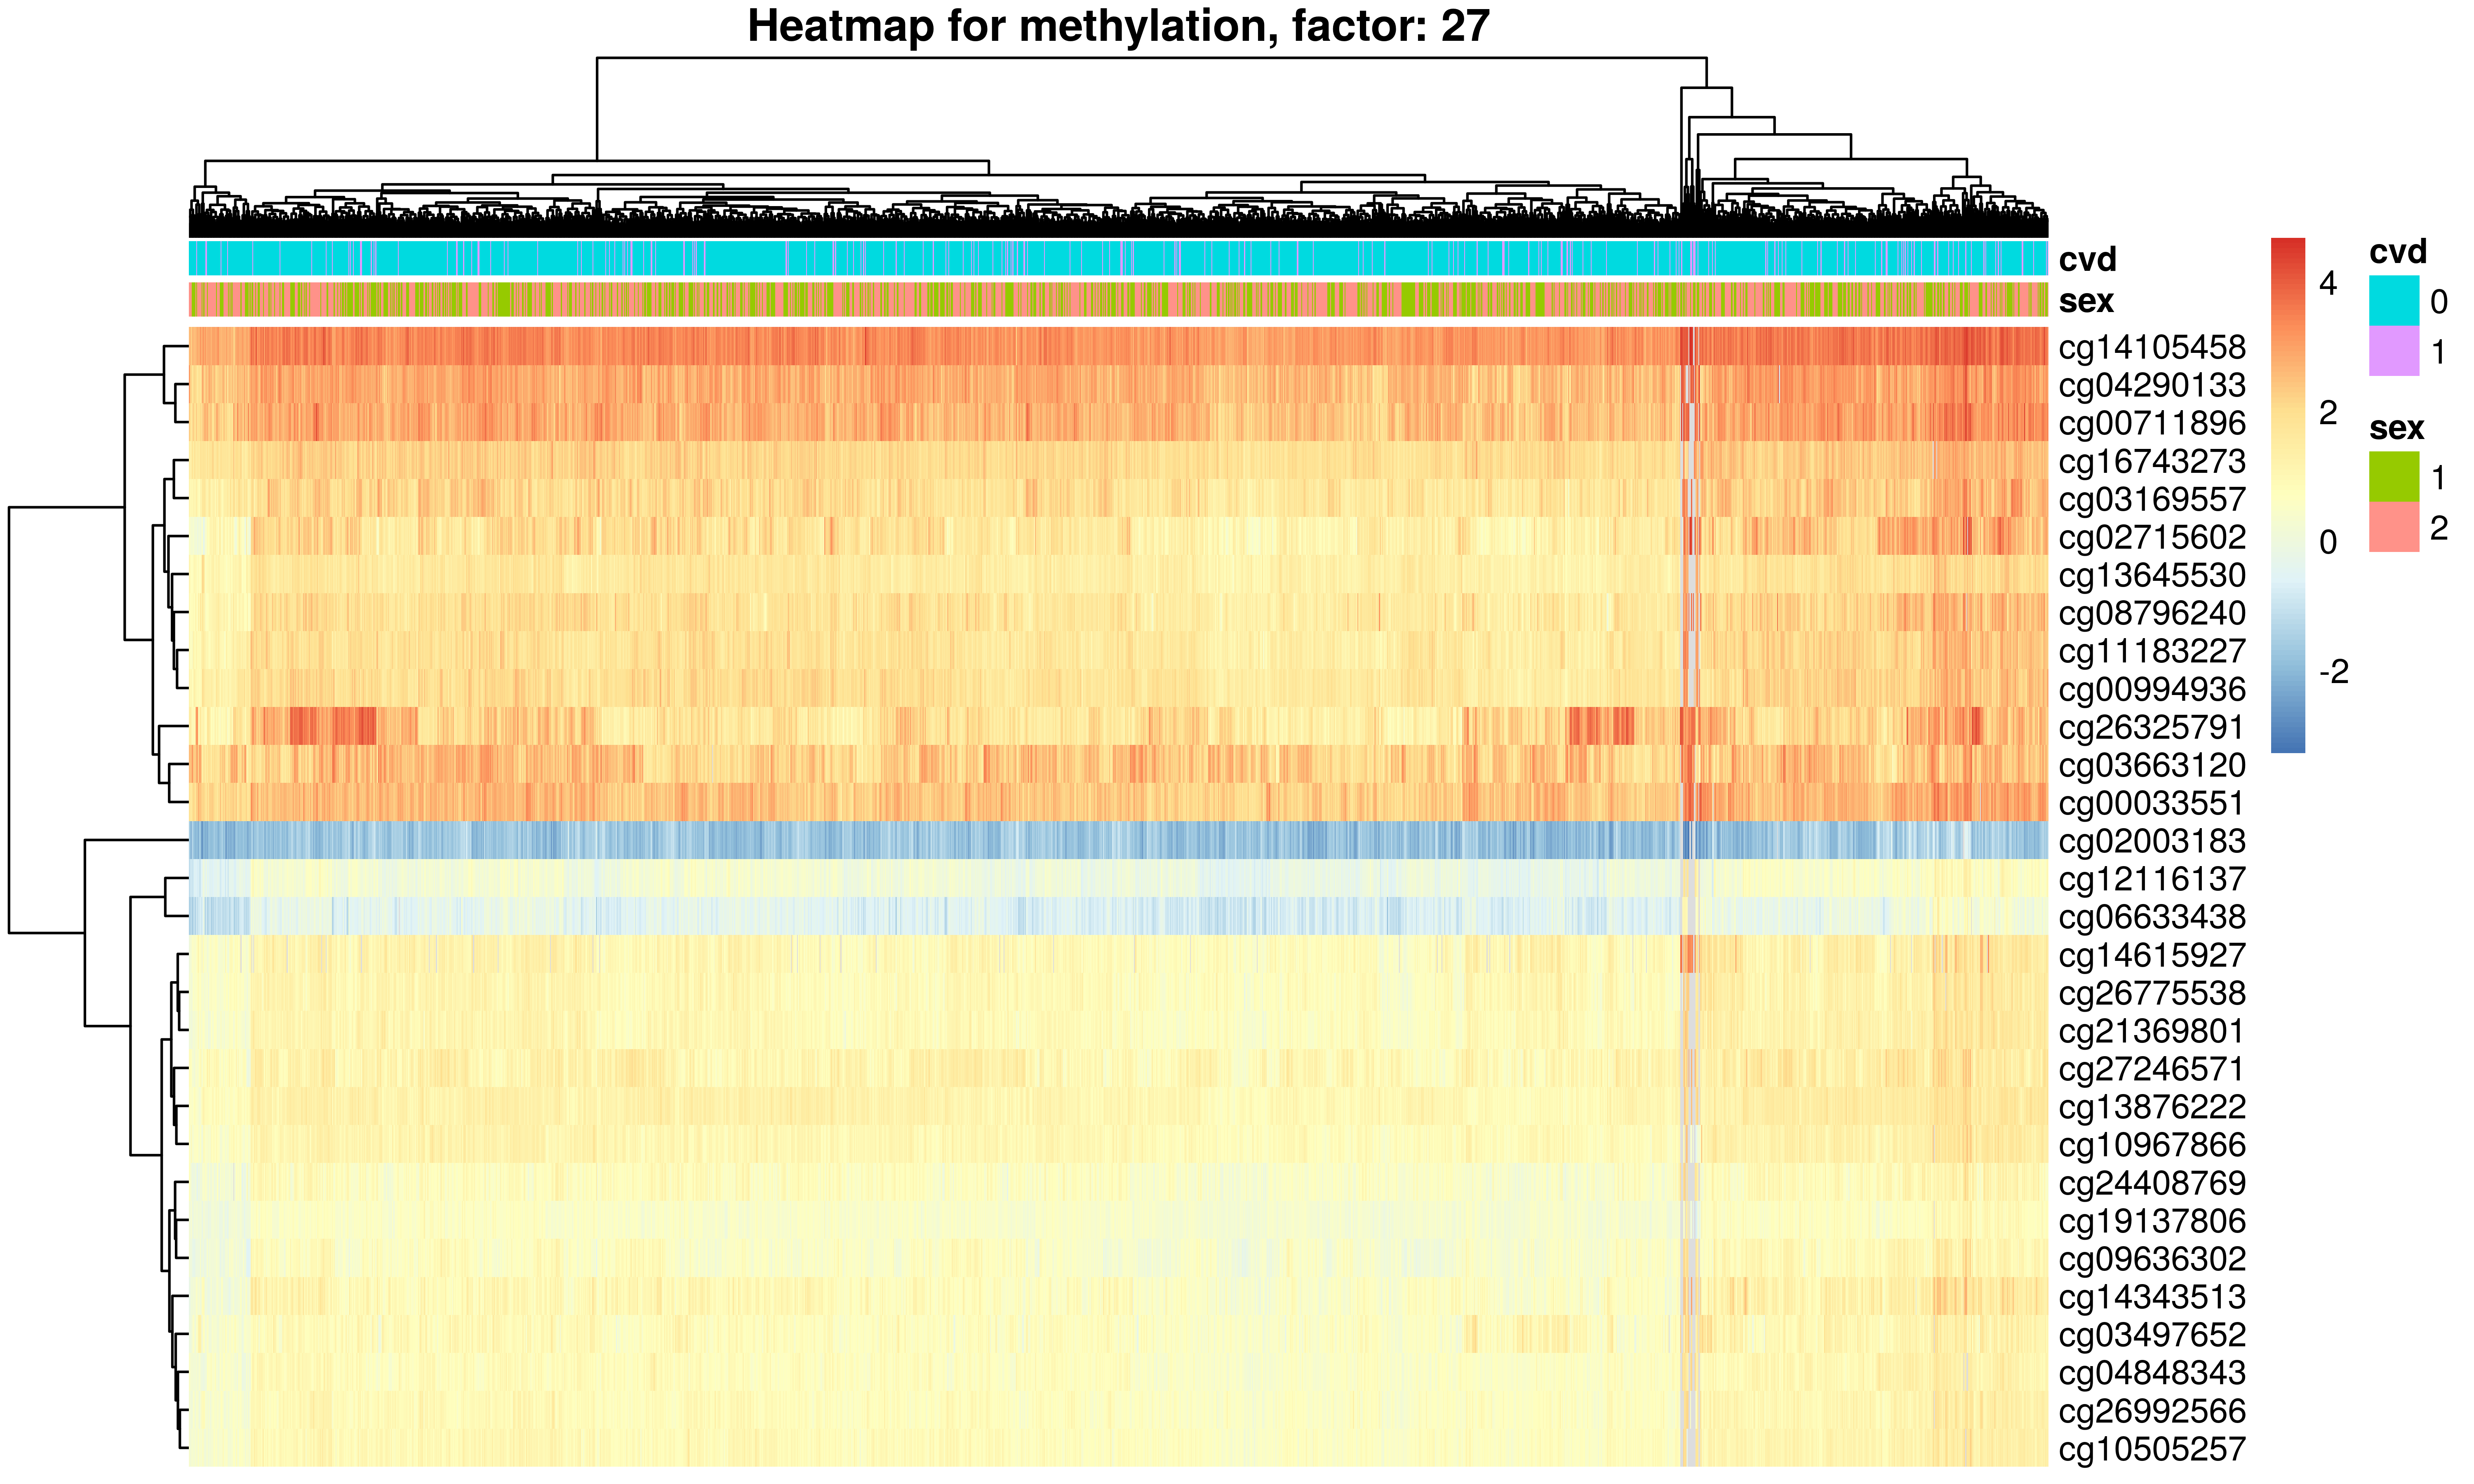 Heatmap for methylation, factor: 27
cvd
sex
cg14105458
cg04290133
cg00711896
cg16743273
cg03169557
cg02715602
cg13645530
cg08796240
cg11183227
cg00994936
cg26325791
cg03663120
cg00033551
cg02003183
cg12116137
cg06633438
cg14615927
cg26775538
cg21369801
cg27246571
cg13876222
cg10967866
cg24408769
cg19137806
cg09636302
cg14343513
cg03497652
cg04848343
cg26992566
cg10505257
4
2
0
-2
cvd
0
1
sex
1
2